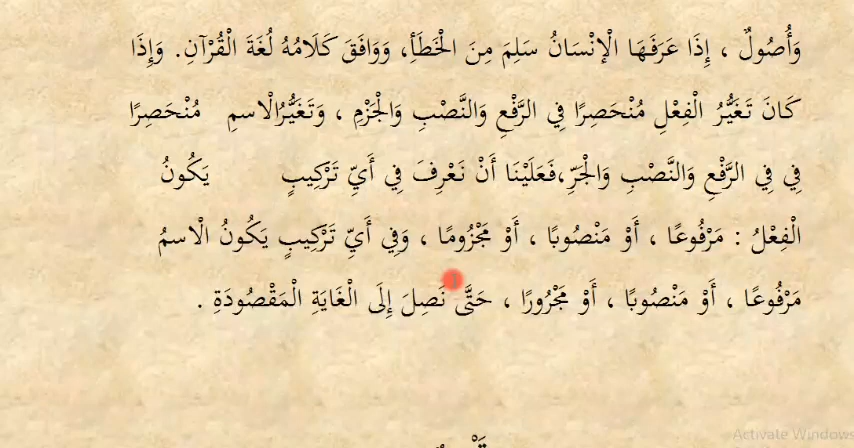 وَأُصُولٌ ، إِذَا عَرَفَهَا الْإِنْسَانُ سَلِمَ مِنَ الْخَطَأِ، وَوَافَقَ كَلَامُهُ لُغَةَ الْقُرْآنِ. وَإِذَا
كَانَ تَغَيُّرُ الْفِعْلِ مُنْحَصِرًا فِي الرَّفْعِ وَالنَّصْبِ وَالْجَزْمِ ، وَتَغَيُّرُالْاسمِ مُنْحَصِرًا
فِي فِي الرَّفْعِ وَالنَّصْبِ وَالْجَرِّ،فَعَلَيْنَا أَنْ نَعْرِفَ فِي أَيِّ تَرْكِيبٍ يَكُونُ
الْفِعْلُ : مَرْفُوعًا ، أَوْ مَنْصُوبًا ، أَوْ مَجْزُومًا ، وَفِي أَيِّ تَرْكِيبٍ يَكُونُ الْاسمُ
مَرْفُوعًا ، أَوْ مَنْصُوبًا ، أَوْ مَجْرُورًا ، حَتَّى نَصِلَ إِلَى الْغَايَةِ الْمَقْصُودَةِ .
Activate Windows